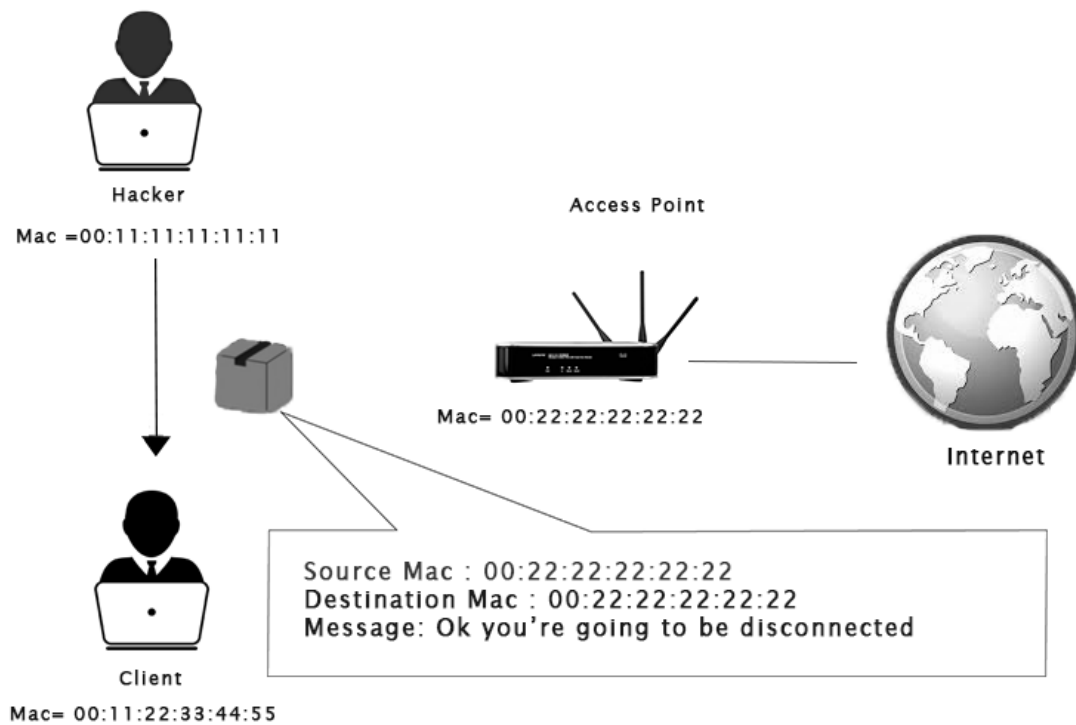 Hacker
Mac =00:11:11:11:11:11
Access Point
Mac= 00:22:22:22:22:22
Internet
Source Mac : 00:22:22:22:22:22
Destination Mac : 00:22:22:22:22:22
Message: Ok you're going to be disconnected
Client
Mac= 00:11:22:33:44:55